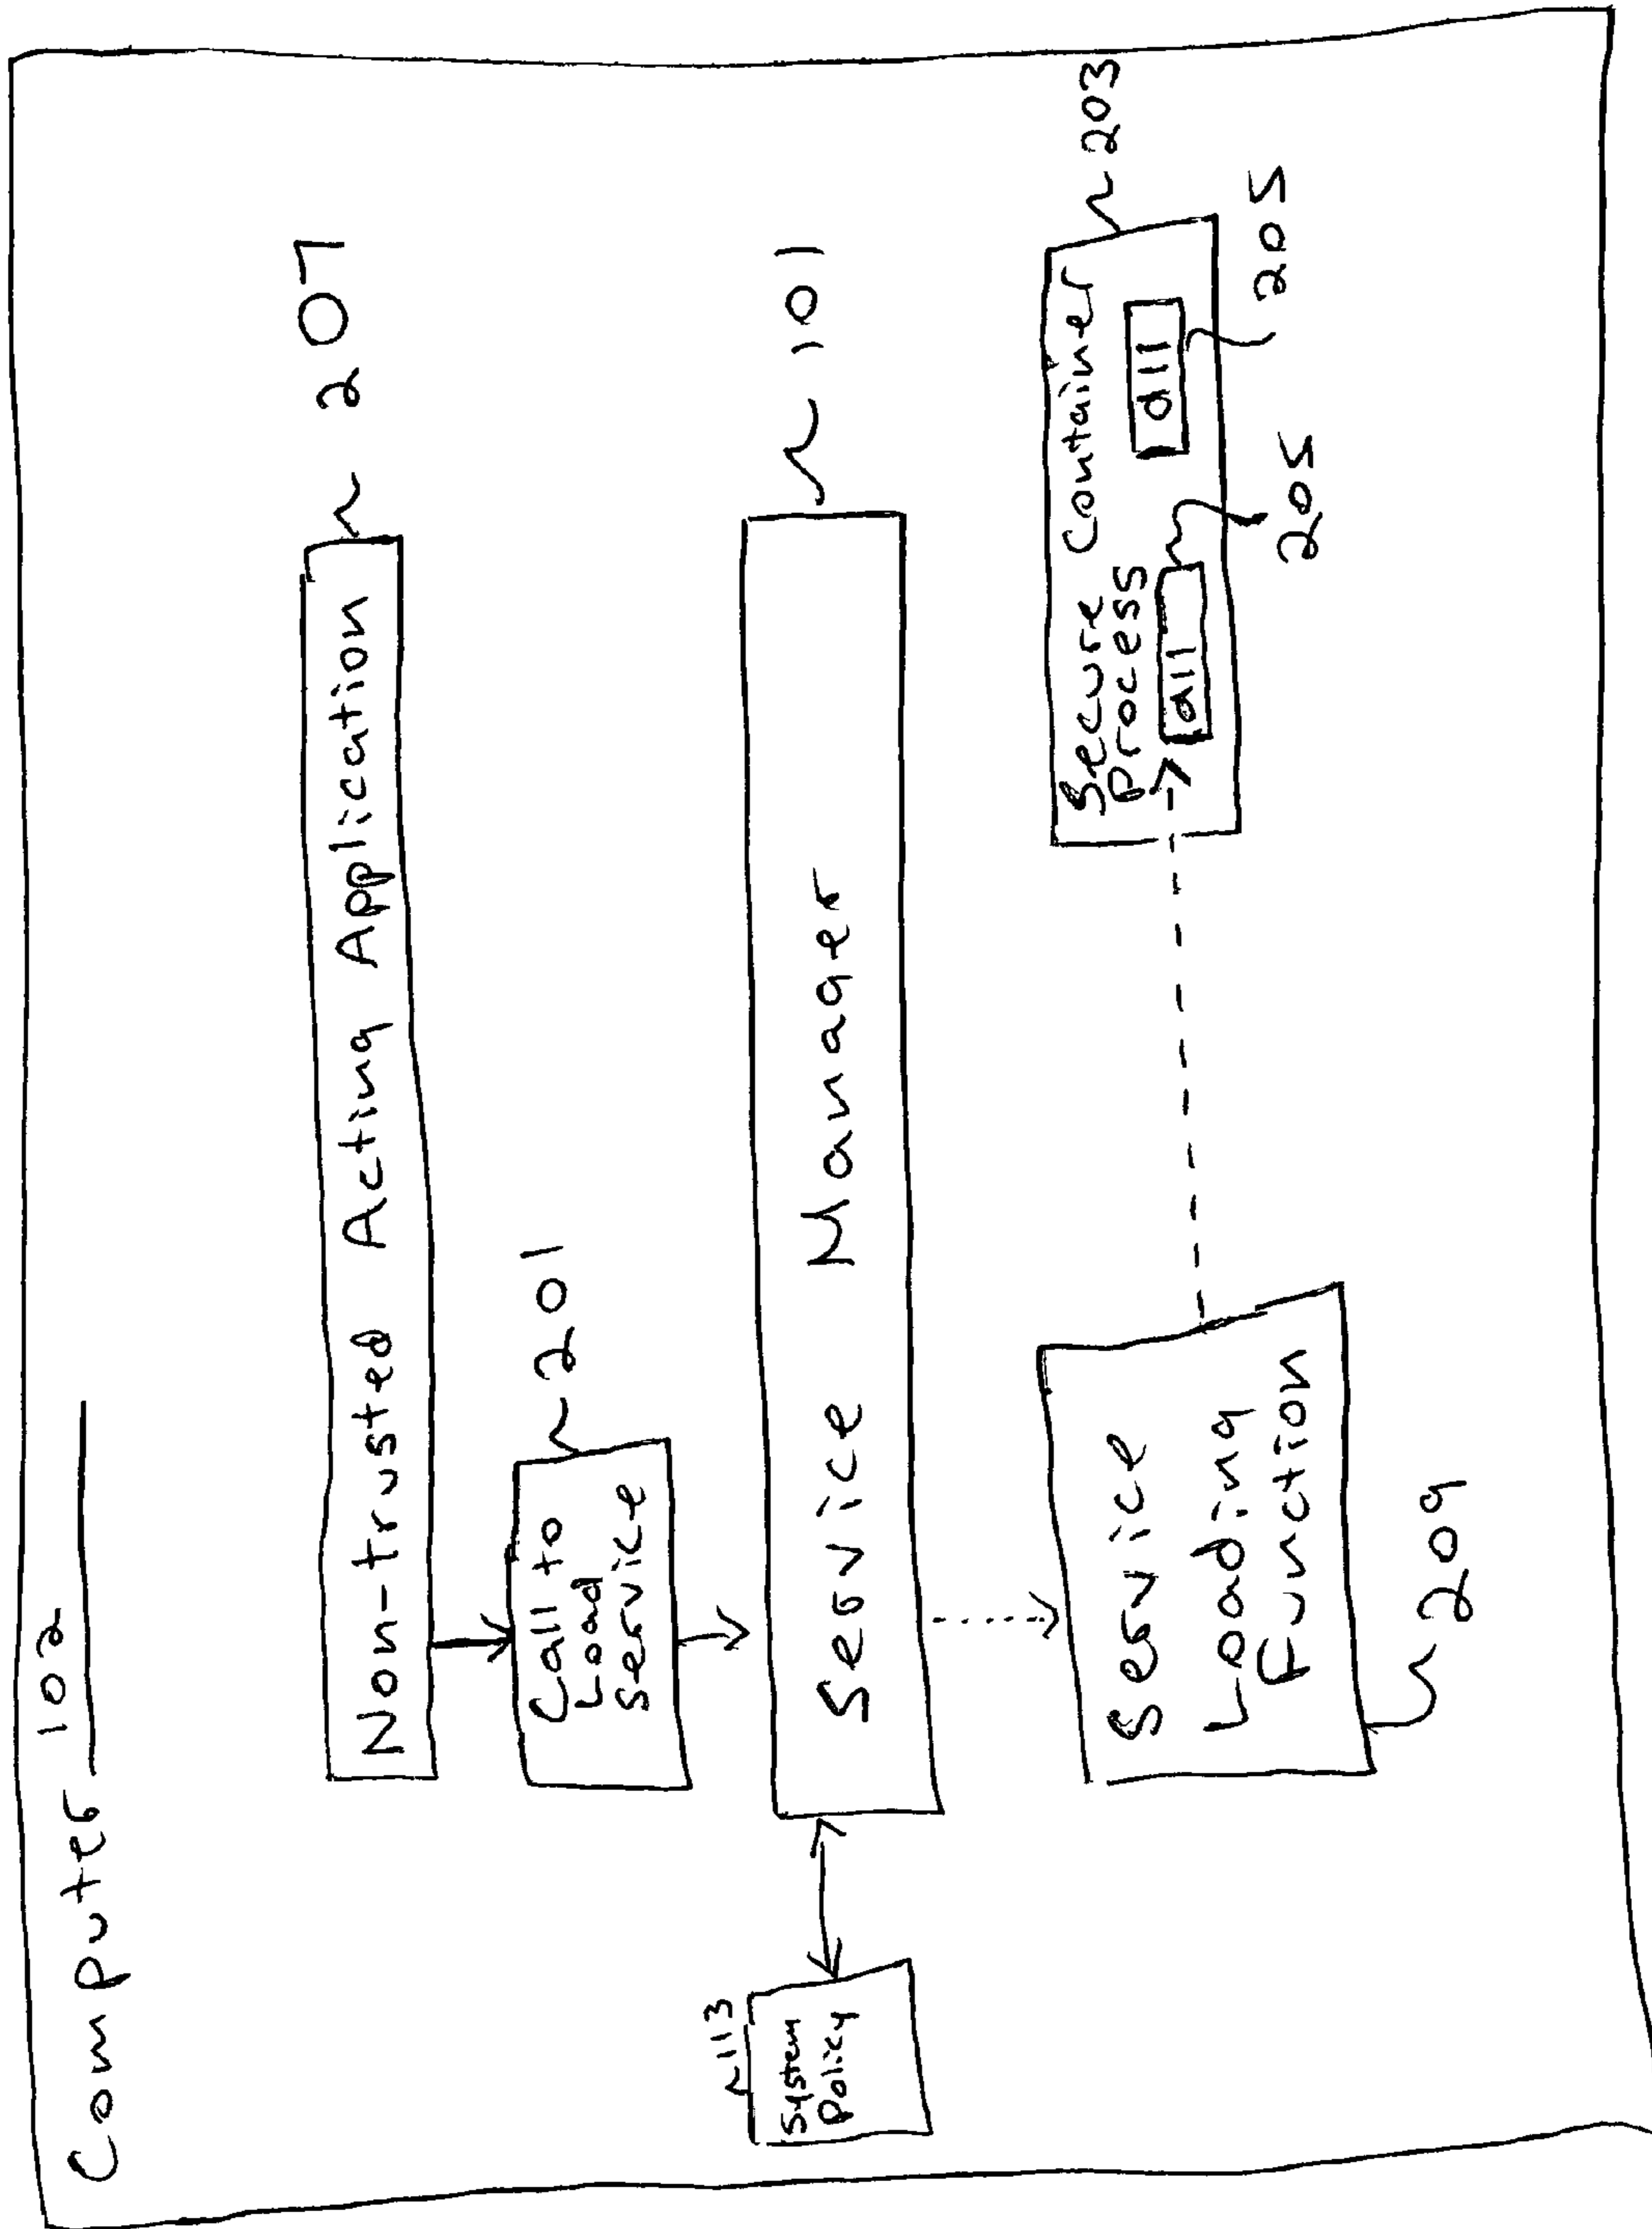 Computer 102
Non-trusted Acting Application 207
Call to
Load
Service
201
113
System
Policy
Service Manager 101
Service
Loading
Function
209
Secure Container
Process
203
dll
dll
205
205